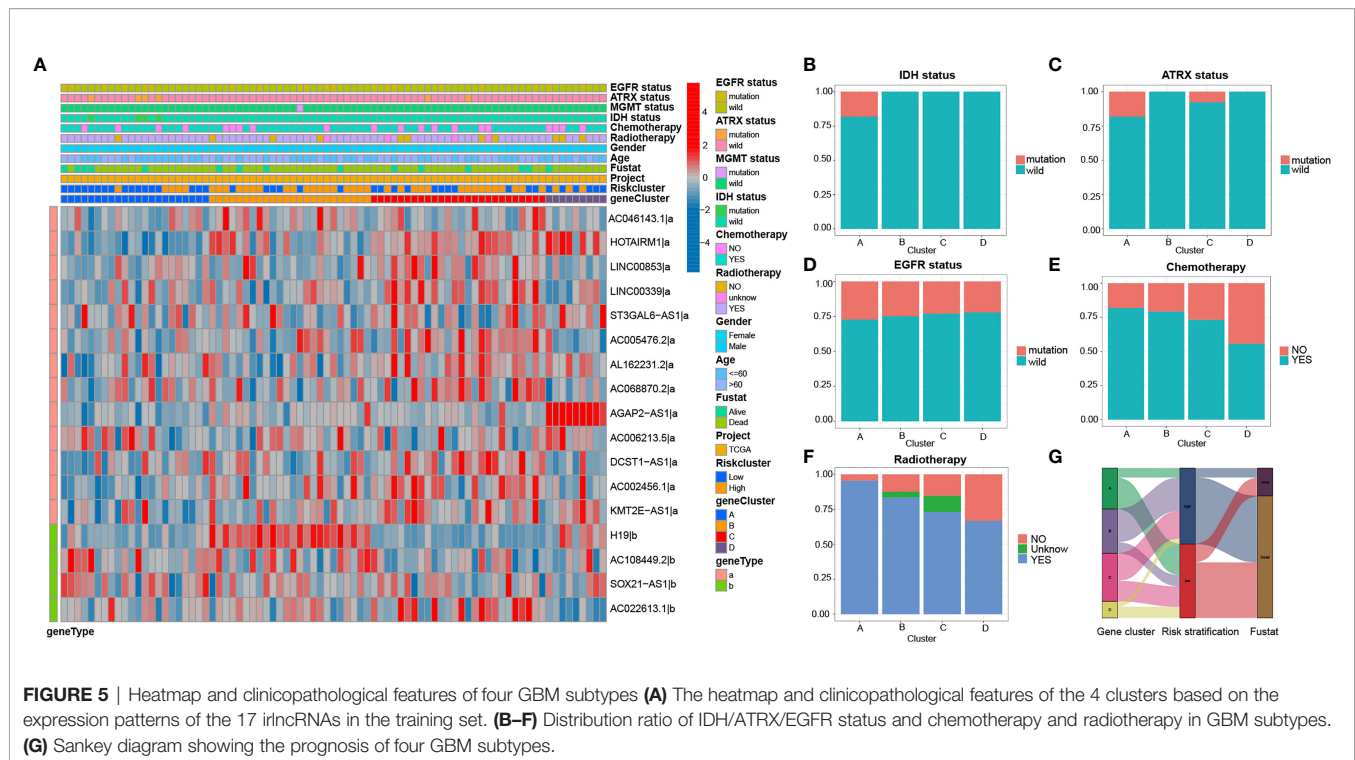 A
EGFR status
ATRX status
MGMT status
IDH status
Chemotherapy
Radiotherapy
Gender
Age
Fustat
Project
Riskcluster
geneCluster
AC046143.1|a
HOTAIRM1|a
LINC00853|a
LINC00339|a
ST3GAL6−AS1|a
AC005476.2|a
AL162231.2|a
AC068870.2|a
AGAP2−AS1|a
AC006213.5|a
DCST1−AS1|a
AC002456.1|a
KMT2E−AS1|a
H19|b
AC108449.2|b
SOX21−AS1|b
AC022613.1|b
geneType
4
2
0
−2
−4
EGFR status
mutation
wild
ATRX status
mutation
wild
MGMT status
mutation
wild
IDH status
mutation
wild
Chemotherapy
NO
YES
Radiotherapy
NO
unknow
YES
Gender
Female
Male
Age
<=60
>60
Fustat
Alive
Dead
Project
TCGA
Riskcluster
Low
High
geneCluster
A
B
C
D
geneType
a
b
B
IDH status
1.00
0.75
0.50
0.25
0.00
A B C D
Cluster
mutation
wild
C
ATRX status
1.00
0.75
0.50
0.25
0.00
A B C D
Cluster
mutation
wild
D
EGFR status
1.00
0.75
0.50
0.25
0.00
A B C D
Cluster
mutation
wild
E
Chemotherapy
1.00
0.75
0.50
0.25
0.00
A B C D
Cluster
NO
YES
F
Radiotherapy
1.00
0.75
0.50
0.25
0.00
A B C D
Cluster
NO
Unknow
YES
G
A
B
C
D
Gene cluster Risk stratification Fustat
FIGURE 5 | Heatmap and clinicopathological features of four GBM subtypes (A) The heatmap and clinicopathological features of the 4 clusters based on the
expression patterns of the 17 irlncRNAs in the training set. (B–F) Distribution ratio of IDH/ATRX/EGFR status and chemotherapy and radiotherapy in GBM subtypes.
(G) Sankey diagram showing the prognosis of four GBM subtypes.